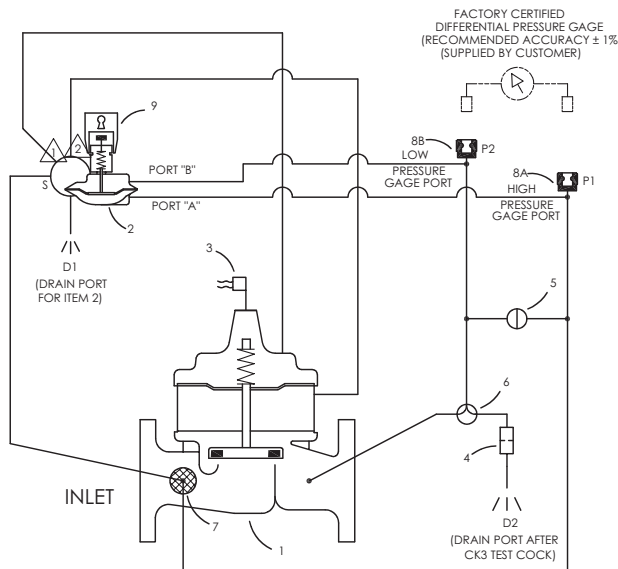 FACTORY CERTIFIED
DIFFERENTIAL PRESSURE GAGE
(RECOMMENDED ACCURACY ± 1%
(SUPPLIED BY CUSTOMER)
9
8B
P2
LOW
PRESSURE
GAGE PORT
8A
P1
HIGH
PRESSURE
GAGE PORT
1
2
S
PORT "B"
PORT "A"
2
D1
(DRAIN PORT
FOR ITEM 2)
3
5
6
4
INLET
7
1
D2
(DRAIN PORT AFTER
CK3 TEST COCK)